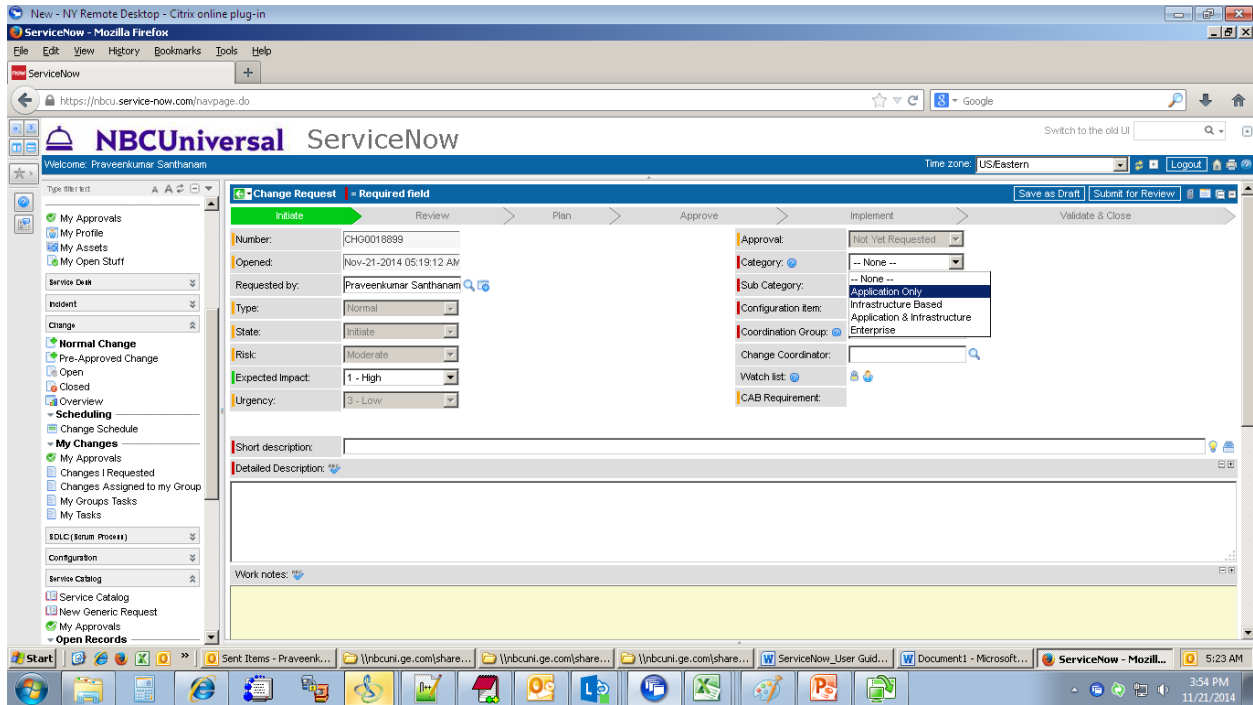 New - NY Remote Desktop - Citrix online plug-in
ServiceNow - Mozilla Firefox
File Edit View History Bookmarks Tools Help
now ServiceNow +
https://nbcu.service-now.com/navpage.do
8 - Google
NBCUniversal ServiceNow
Switch to the old UI
Welcome: Praveenkumar Santhanam
Time zone: US/Eastern
Logout
Type filter text
A A
Change Request = Required field
Save as Draft
Submit for Review
Initiate Review Plan Approve Implement Validate & Close
My Approvals
My Profile
My Assets
My Open Stuff
Service Desk
Incident
Change
Normal Change
Pre-Approved Change
Open
Closed
Overview
Scheduling
Change Schedule
My Changes
My Approvals
Changes I Requested
Changes Assigned to my Group
My Groups Tasks
My Tasks
SDLC (Scrum Process)
Configuration
Service Catalog
Service Catalog
New Generic Request
My Approvals
Open Records
Number: CHG0018899
Opened: Nov-21-2014 05:19:12 AM
Requested by: Praveenkumar Santhanam
Type: Normal
State: Initiate
Risk: Moderate
Expected Impact: 1 - High
Urgency: 3 - Low
Approval: Not Yet Requested
Category: -- None --
-- None --
Application Only
Infrastructure Based
Application & Infrastructure
Enterprise
Sub Category:
Configuration item:
Coordination Group:
Change Coordinator:
Watch list:
CAB Requirement:
Short description:
Detailed Description:
Work notes:
Start
Sent Items - Praveenk...
\\nbcuni.ge.com\share...
\\nbcuni.ge.com\share...
\\nbcuni.ge.com\share...
ServiceNow_User Guid...
Document1 - Microsoft...
ServiceNow - Mozill...
5:23 AM
3:54 PM
11/21/2014